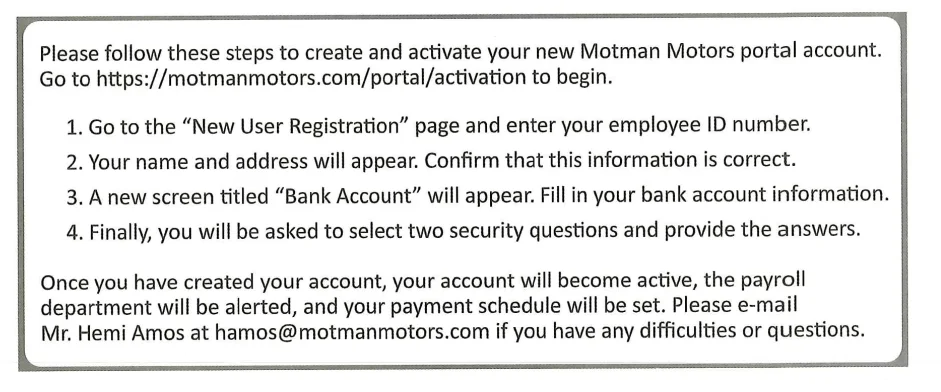 Please follow these steps to create and activate your new Motman Motors portal account.
Go to https://motmanmotors.com/portal/activation to begin.
1. Go to the “New User Registration” page and enter your employee ID number.
2. Your name and address will appear. Confirm that this information is correct.
3. A new screen titled “Bank Account” will appear. Fill in your bank account information.
4. Finally, you will be asked to select two security questions and provide the answers.
Once you have created your account, your account will become active, the payroll
department will be alerted, and your payment schedule will be set. Please e-mail
Mr. Hemi Amos at hamos@motmanmotors.com if you have any difficulties or questions.